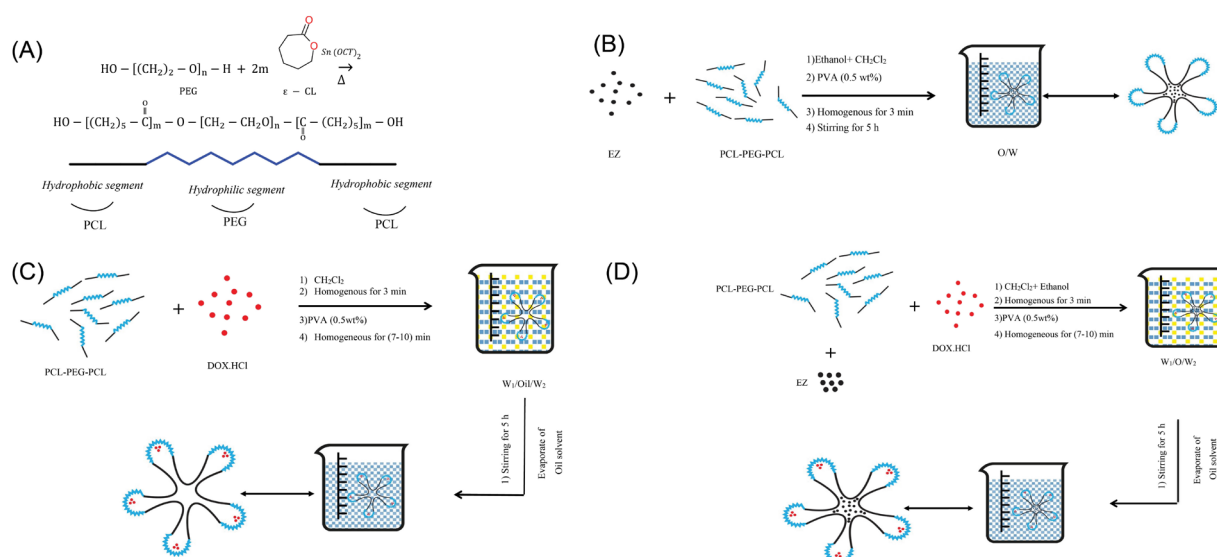 (A)
O
O
Sn (OCT)₂
HO − [(CH₂)₂ − O]ₙ − H + 2m
Δ
PEG
ε − CL
O
HO − [(CH₂)₅ − C]ₘ − O − [CH₂ − CH₂O]ₙ − [C − (CH₂)₅]ₘ − OH
O
Hydrophobic segment
Hydrophilic segment
Hydrophobic segment
PCL
PEG
PCL
(B)
+
1)Ethanol+ CH₂Cl₂
2) PVA (0.5 wt%)
3) Homogenous for 3 min
4) Stirring for 5 h
EZ
PCL-PEG-PCL
O/W
(C)
+
1) CH₂Cl₂
2) Homogenous for 3 min
3)PVA (0.5wt%)
4) Homogeneous for (7-10) min
PCL-PEG-PCL
DOX.HCl
W₁/Oil/W₂
1) Stirring for 5 h
Evaporate of
Oil solvent
(D)
PCL-PEG-PCL
+
+
EZ
DOX.HCl
1) CH₂Cl₂+ Ethanol
2) Homogenous for 3 min
3)PVA (0.5wt%)
4) Homogeneous for (7-10) min
W₁/O/W₂
1) Stirring for 5 h
Evaporate of
Oil solvent